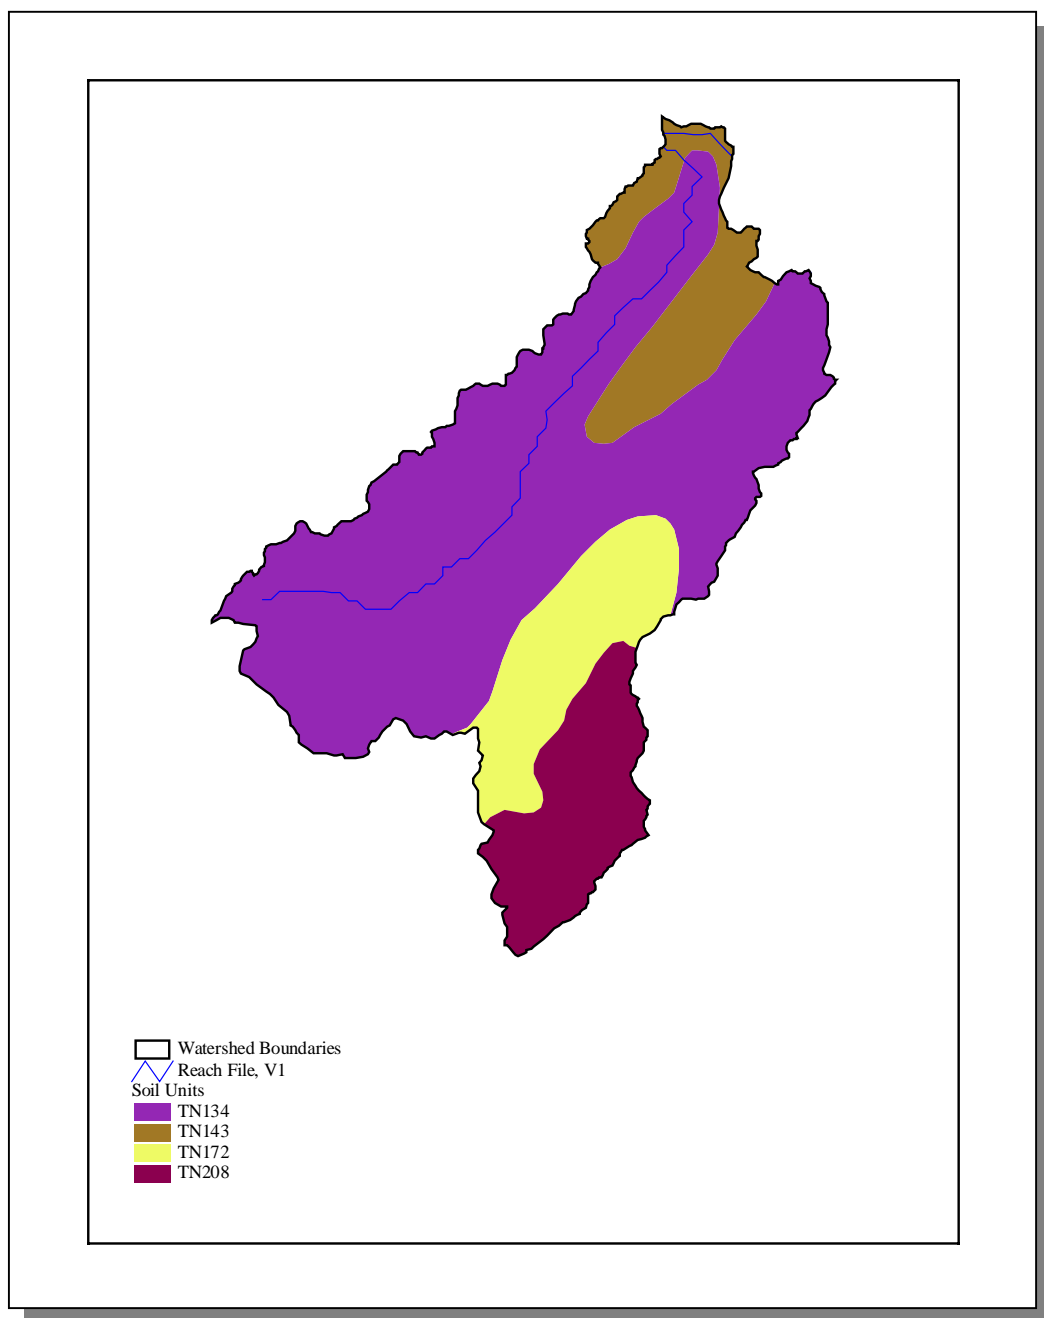 Watershed Boundaries
Reach File, V1
Soil Units
TN134
TN143
TN172
TN208